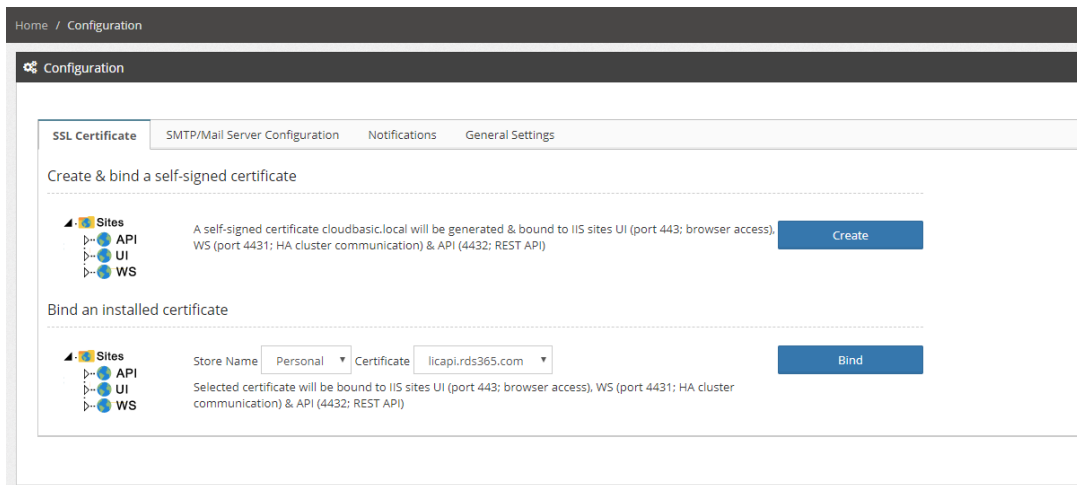 Home / Configuration
Configuration
SSL Certificate SMTP/Mail Server Configuration Notifications General Settings
Create & bind a self-signed certificate
Sites
API
UI
WS
A self-signed certificate cloudbasic.local will be generated & bound to IIS sites UI (port 443; browser access),
WS (port 4431; HA cluster communication) & API (4432; REST API)
Create
Bind an installed certificate
Sites
API
UI
WS
Store Name Personal Certificate licapi.rds365.com
Selected certificate will be bound to IIS sites UI (port 443; browser access), WS (port 4431; HA cluster
communication) & API (4432; REST API)
Bind